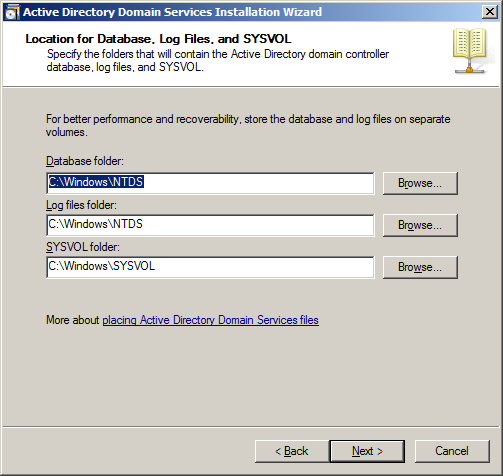 Active Directory Domain Services Installation Wizard
Location for Database, Log Files, and SYSVOL
Specify the folders that will contain the Active Directory domain controller
database, log files, and SYSVOL.
For better performance and recoverability, store the database and log files on separate
volumes.
Database folder:
C:\Windows\NTDS
Browse...
Log files folder:
C:\Windows\NTDS
Browse...
SYSVOL folder:
C:\Windows\SYSVOL
Browse...
More about placing Active Directory Domain Services files
< Back
Next >
Cancel